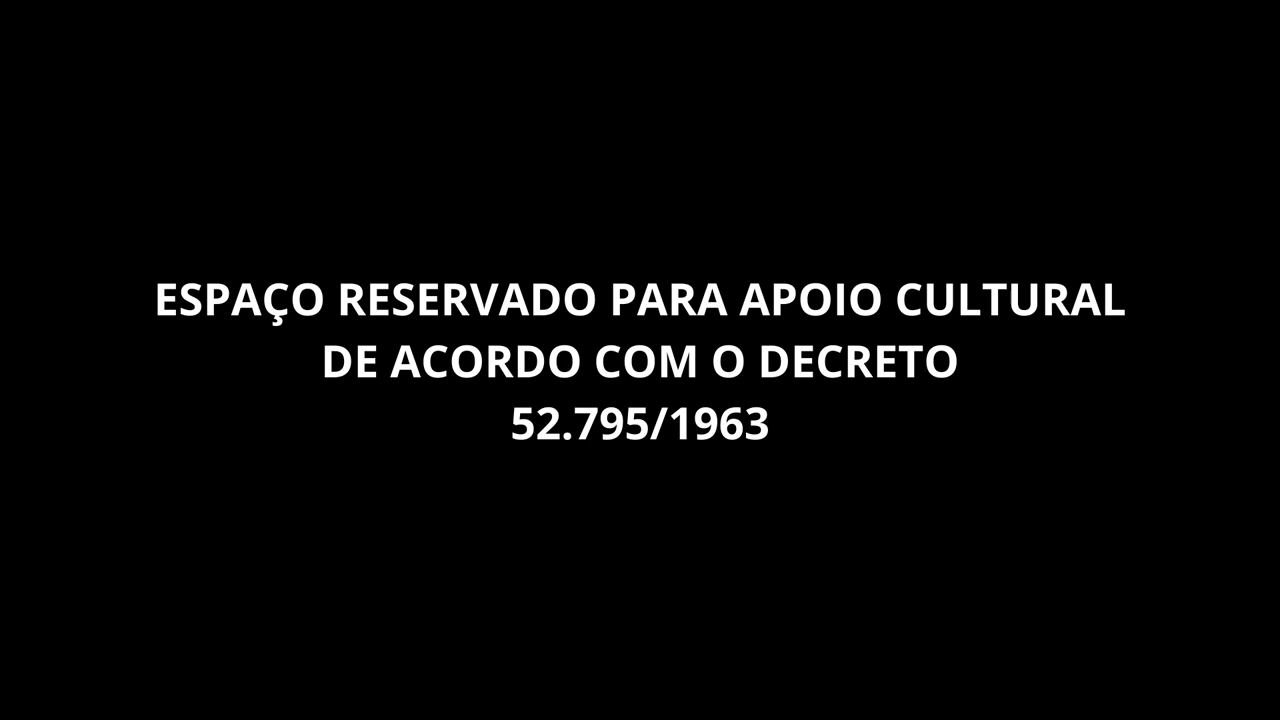 ESPAÇO RESERVADO PARA APOIO CULTURAL
DE ACORDO COM O DECRETO
52.795/1963